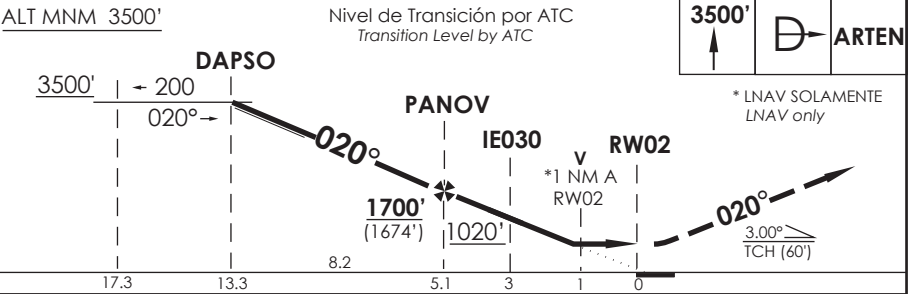 ALT MNM 3500'
Nivel de Transición por ATC
Transition Level by ATC
3500'
D
ARTEN
* LNAV SOLAMENTE
LNAV only
DAPSO
3500'
200
020°
020°
PANOV
1700'
(1674')
IE030
1020'
V
*1 NM A
RW02
RW02
020°
3.00°
TCH (60')
8.2
17.3 13.3 5.1 3 1 0